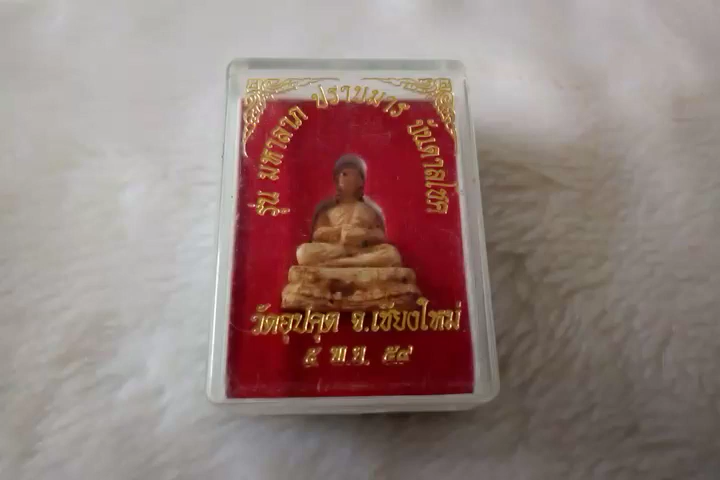 รุ่น มหาลาภ ปราบมาร บันดาลโชค
วัดอุปคุต จ.เชียงใหม่
๕ พ.ย. ๕๙